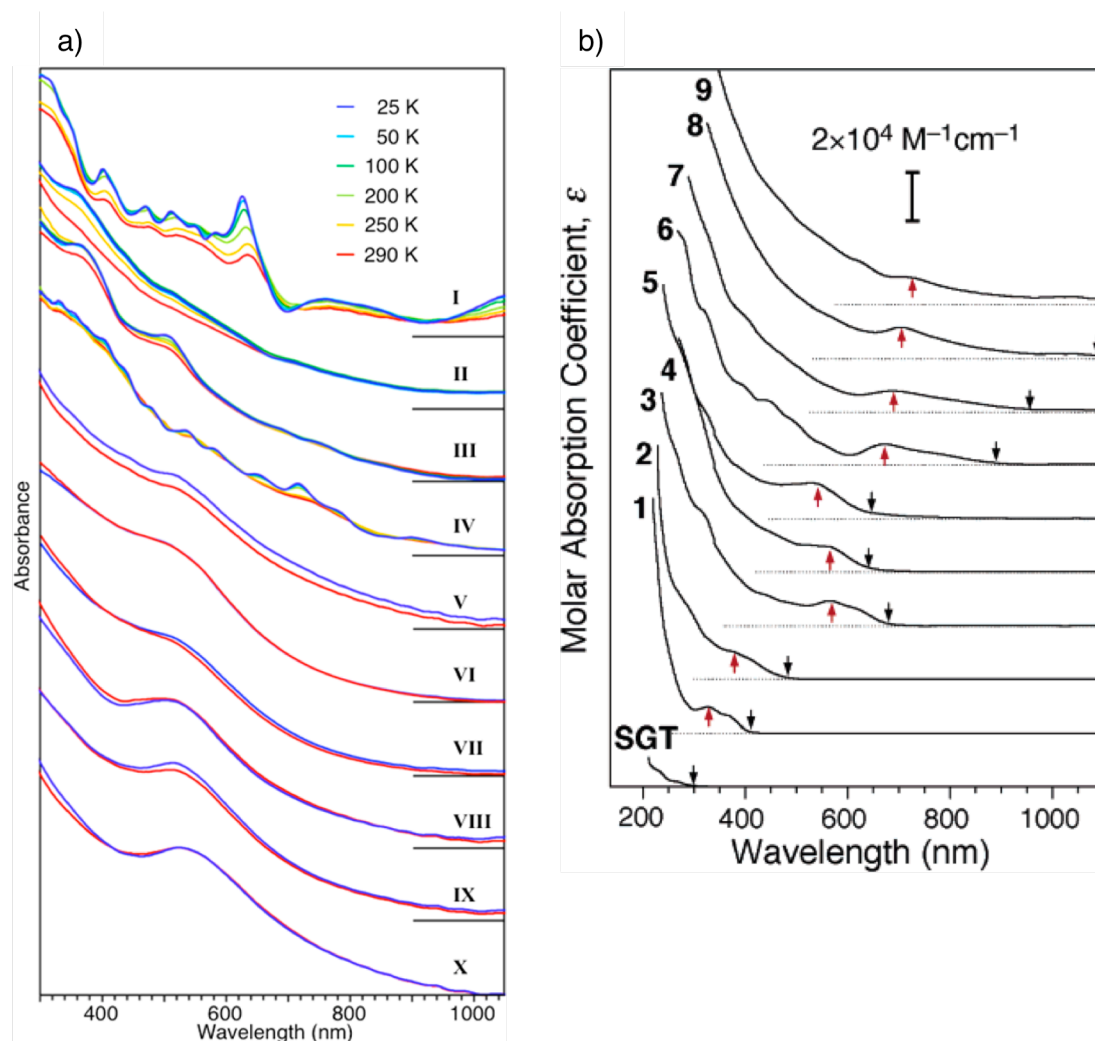 a)
25 K
50 K
100 K
200 K
250 K
290 K
I
II
III
IV
V
VI
VII
VIII
IX
X
Absorbance
400
600
800
1000
Wavelength (nm)
b)
9
8
2×10⁴ M⁻¹cm⁻¹
7
6
5
4
3
2
1
SGT
Molar Absorption Coefficient, ε
200
400
600
800
1000
Wavelength (nm)